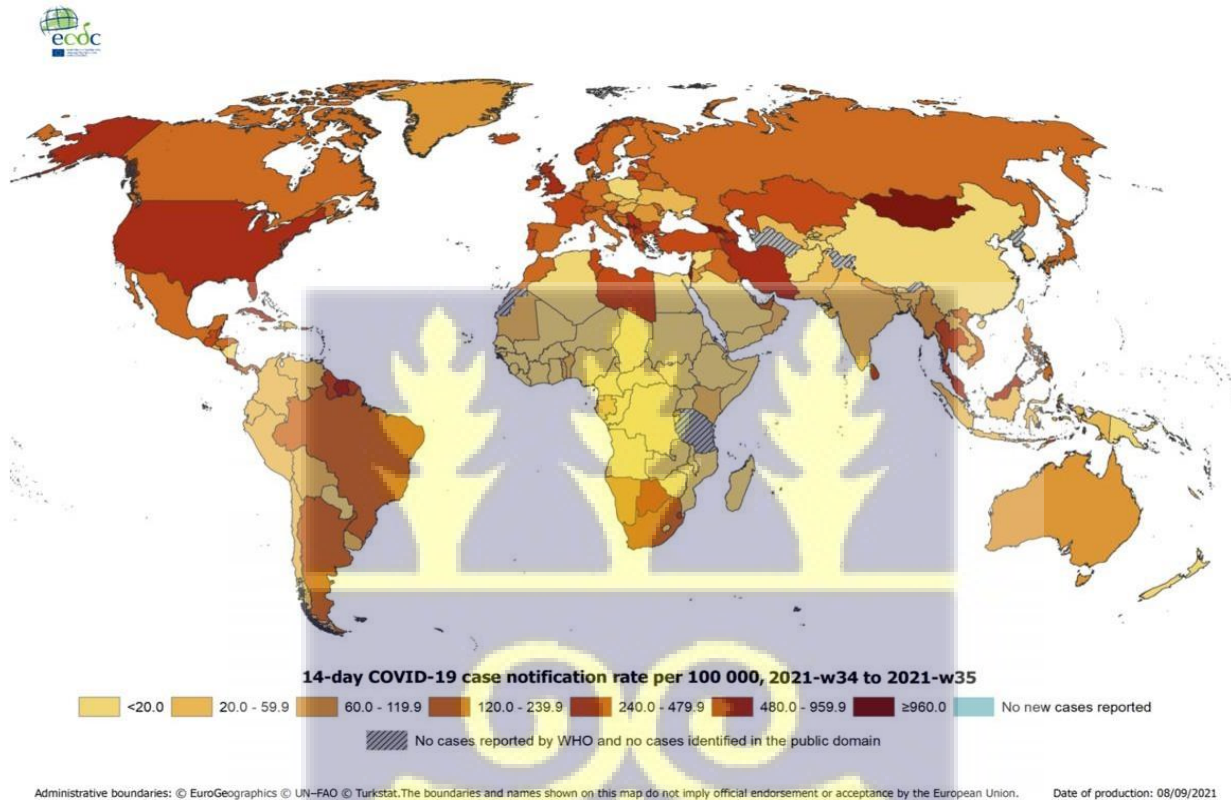 ecdc
14-day COVID-19 case notification rate per 100 000, 2021-w34 to 2021-w35
<20.0 20.0 - 59.9 60.0 - 119.9 120.0 - 239.9 240.0 - 479.9 480.0 - 959.9 ≥960.0 No new cases reported
No cases reported by WHO and no cases identified in the public domain
Administrative boundaries: © EuroGeographics © UN–FAO © Turkstat.The boundaries and names shown on this map do not imply official endorsement or acceptance by the European Union. Date of production: 08/09/2021